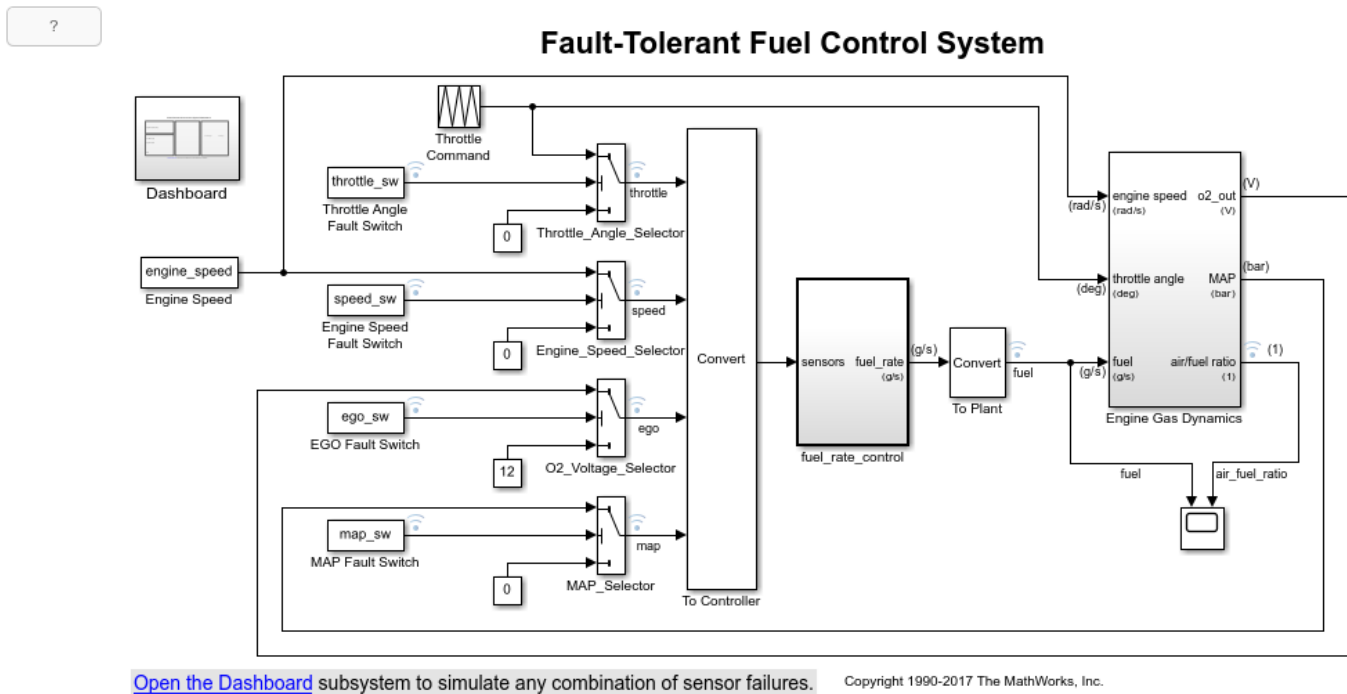 ?
Fault-Tolerant Fuel Control System
Dashboard
Throttle
Command
throttle_sw
Throttle Angle
Fault Switch
0
throttle
Throttle_Angle_Selector
engine_speed
Engine Speed
speed_sw
Engine Speed
Fault Switch
0
speed
Engine_Speed_Selector
ego_sw
EGO Fault Switch
12
ego
O2_Voltage_Selector
map_sw
MAP Fault Switch
0
map
MAP_Selector
Convert
To Controller
sensors
fuel_rate
(g/s)
fuel_rate_control
(g/s)
Convert
To Plant
fuel
(rad/s)
(deg)
(g/s)
engine speed
(rad/s)
throttle angle
(deg)
fuel
(g/s)
o2_out
(V)
MAP
(bar)
air/fuel ratio
(1)
Engine Gas Dynamics
(V)
(bar)
(1)
fuel
air_fuel_ratio
Open the Dashboard subsystem to simulate any combination of sensor failures.
Copyright 1990-2017 The MathWorks, Inc.